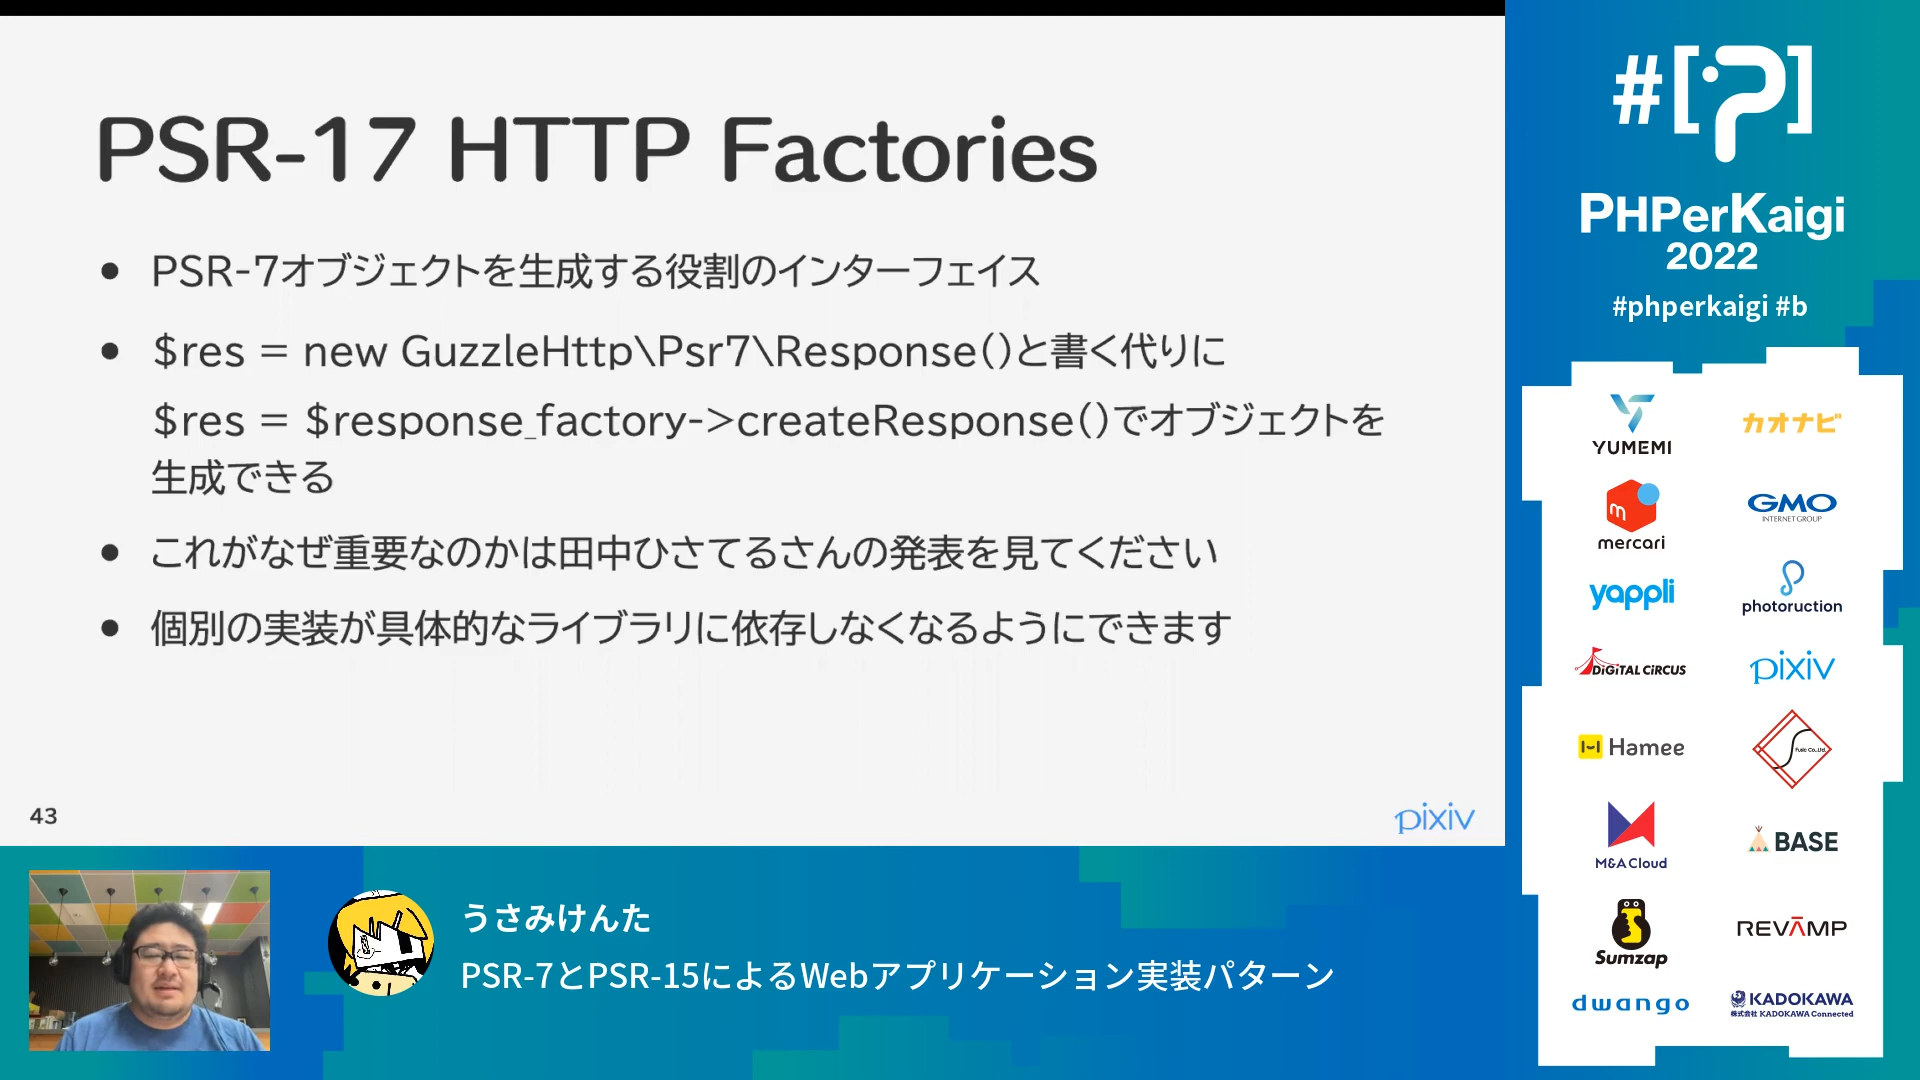 PSR-17 HTTP Factories
● PSR-7オブジェクトを生成する役割のインターフェイス
● $res = new GuzzleHttp\Psr7\Response()と書く代りに
$res = $response_factory->createResponse()でオブジェクトを
生成できる
● これがなぜ重要なのかは田中ひさてるさんの発表を見てください
● 個別の実装が具体的なライブラリに依存しなくなるようにできます
43
pixiv
うさみけんた
PSR-7とPSR-15によるWebアプリケーション実装パターン
#[?]
PHPerKaigi
2022
#phperkaigi #b
YUMEMI
カオナビ
mercari
GMO
INTERNET GROUP
yappli
photoruction
DIGITAL CIRCUS
pixiv
Hamee
Fusic Co.,Ltd.
M&A Cloud
BASE
Sumzap
REVAMP
dwango
KADOKAWA
株式会社 KADOKAWA Connected